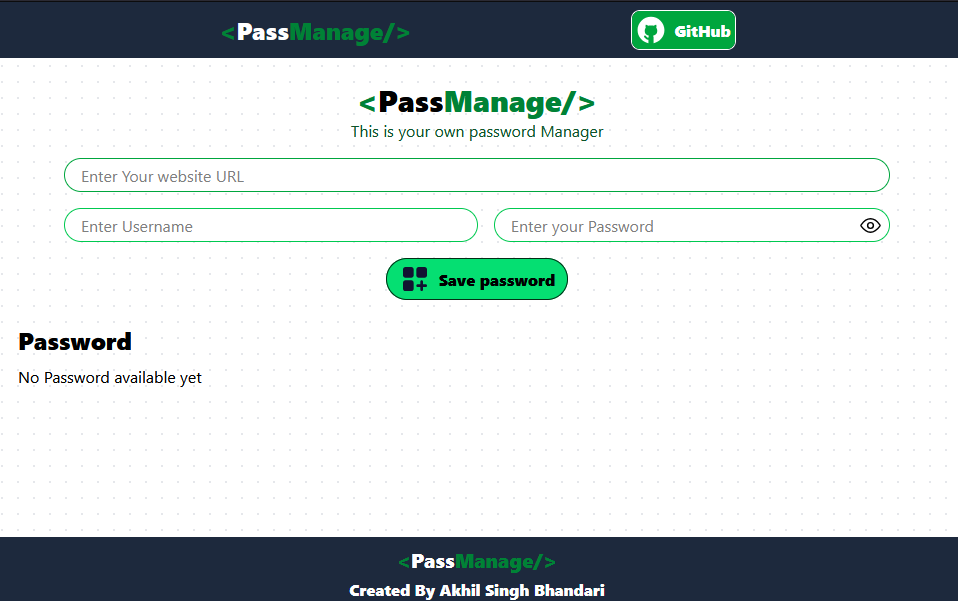 <PassManage/>
GitHub
<PassManage/>
This is your own password Manager
Enter Your website URL
Enter Username
Enter your Password
Save password
Password
No Password available yet
<PassManage/>
Created By Akhil Singh Bhandari